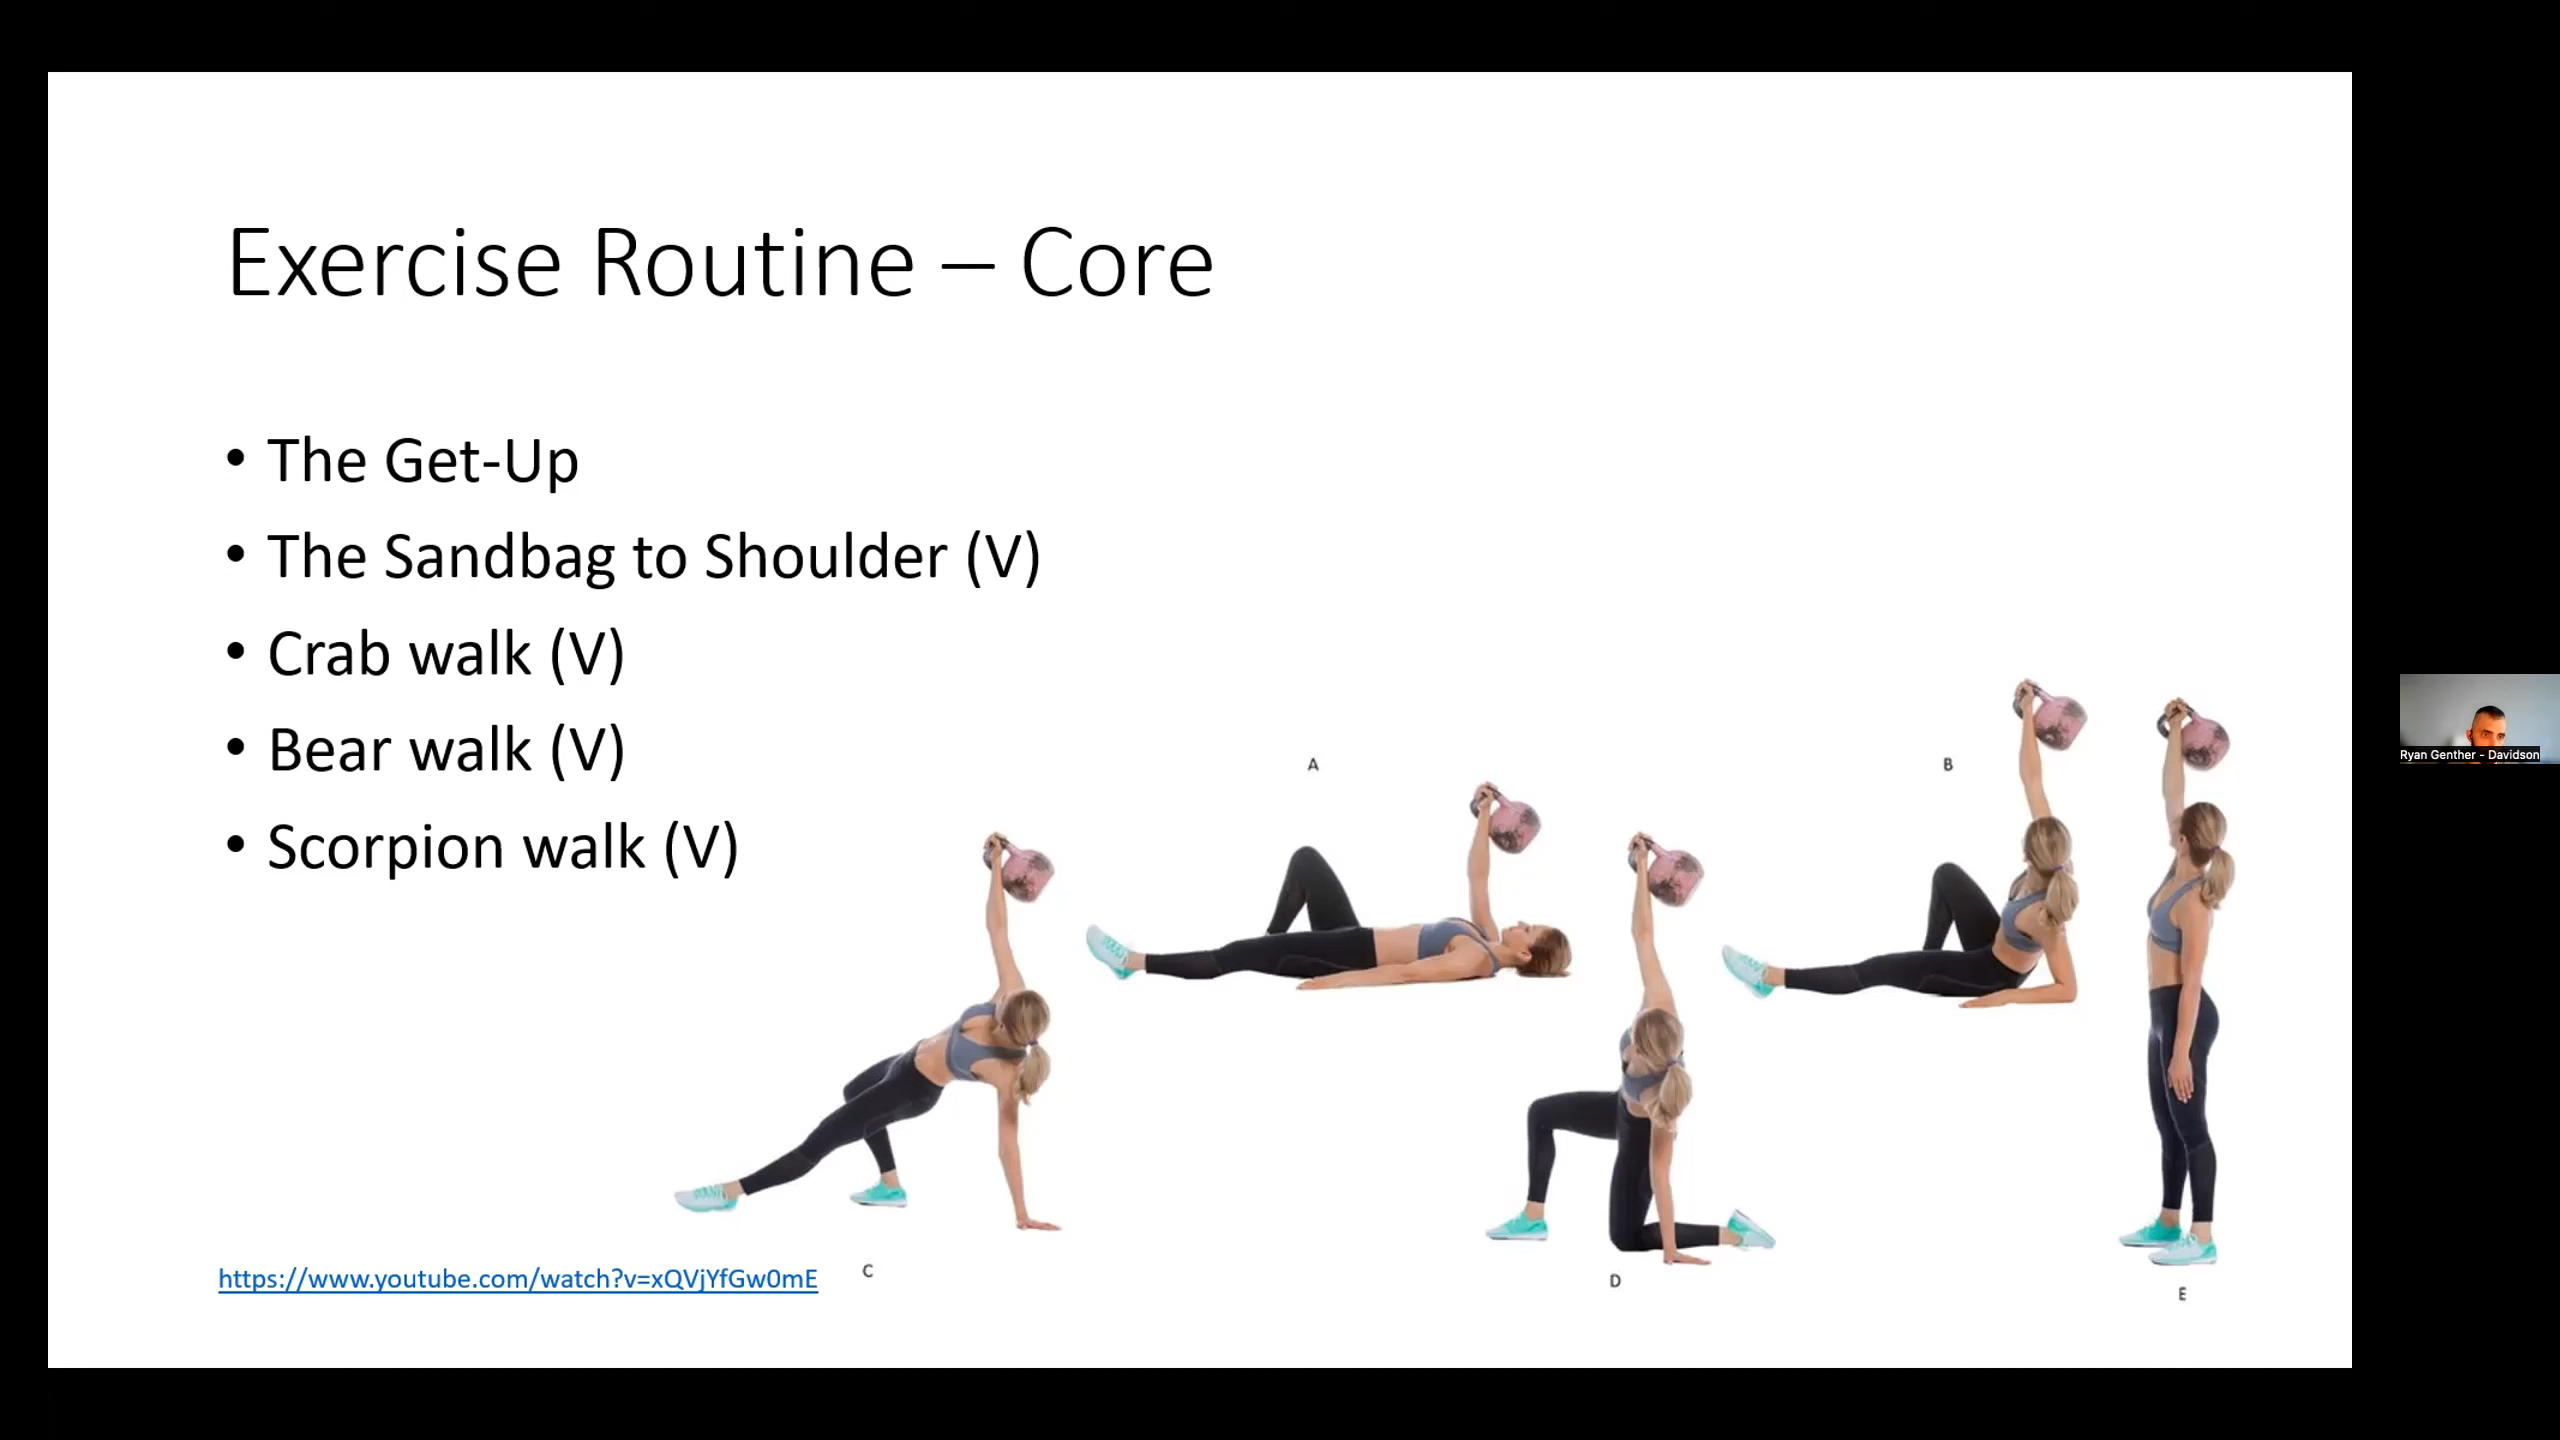 Exercise Routine – Core
• The Get-Up
• The Sandbag to Shoulder (V)
• Crab walk (V)
• Bear walk (V)
• Scorpion walk (V)
A
B
Ryan Genther - Davidson
https://www.youtube.com/watch?v=xQVjYfGw0mE
C
D
E